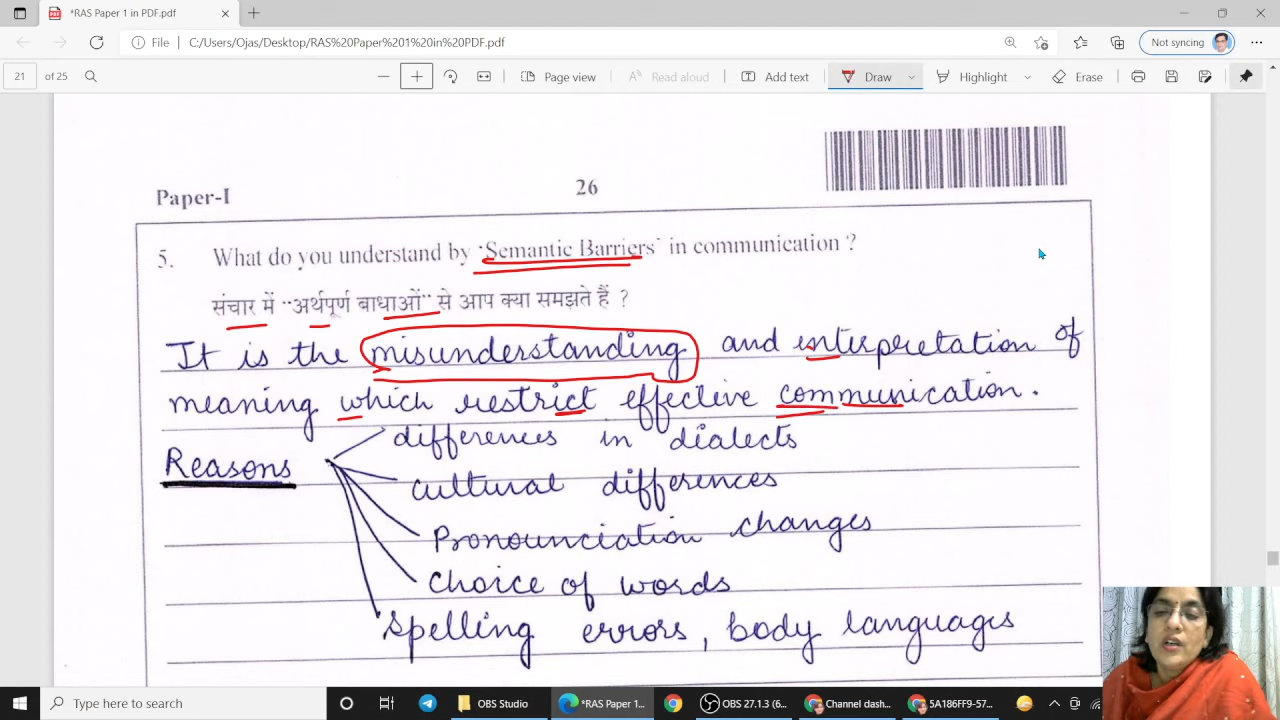 *RAS Paper 1 in PDF.pdf
File C:/Users/Ojas/Desktop/RAS%20Paper%201%20in%20PDF.pdf Not syncing
21 of 25 Page view Read aloud Add text Draw Highlight Erase
Paper-I 26
5. What do you understand by 'Semantic Barriers' in communication ?
संचार में "अर्थपूर्ण बाधाओं" से आप क्या समझते हैं ?
It is the misunderstanding and interpretation of
meaning which restrict effective communication.
differences in dialects
Reasons
cultural differences
Pronounciation changes
Choice of words
Spelling errors, body languages
Type here to search OBS Studio *RAS Paper 1... OBS 27.1.3 (6... Channel dash... 5A186FF9-57...